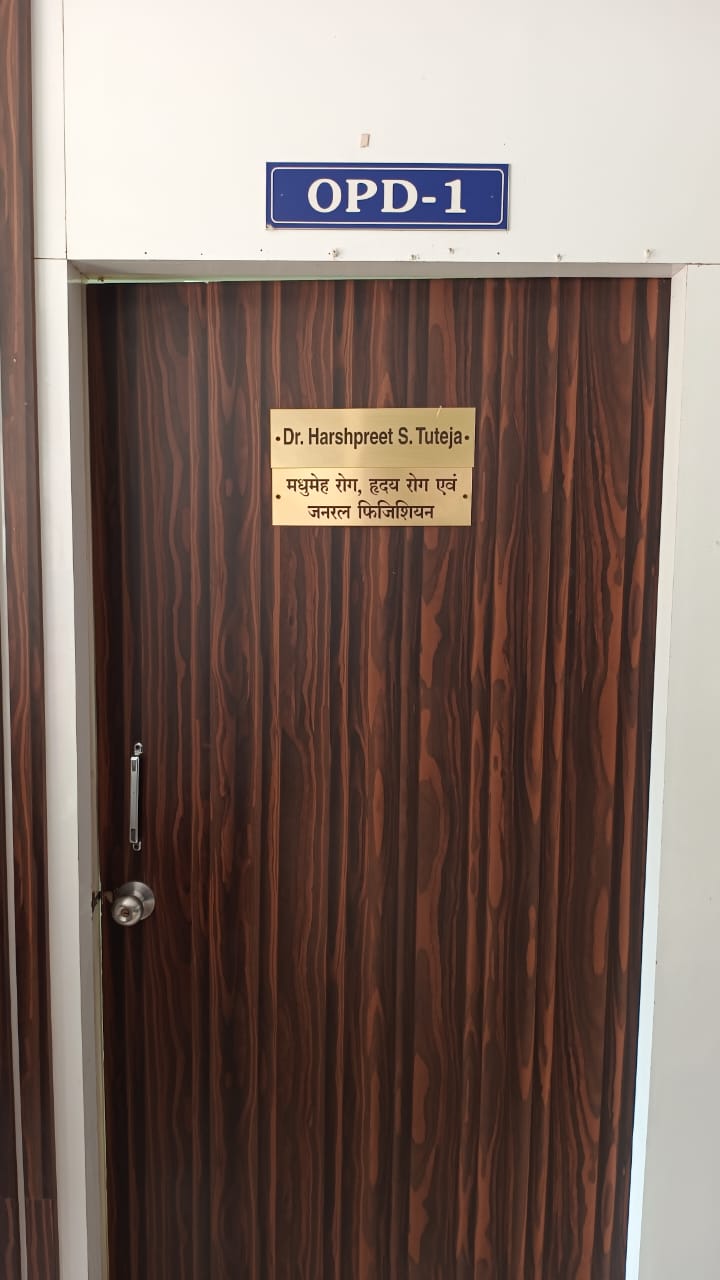 OPD-1
Dr. Harshpreet S. Tuteja
मधुमेह रोग, हृदय रोग एवं
जनरल फिजिशियन